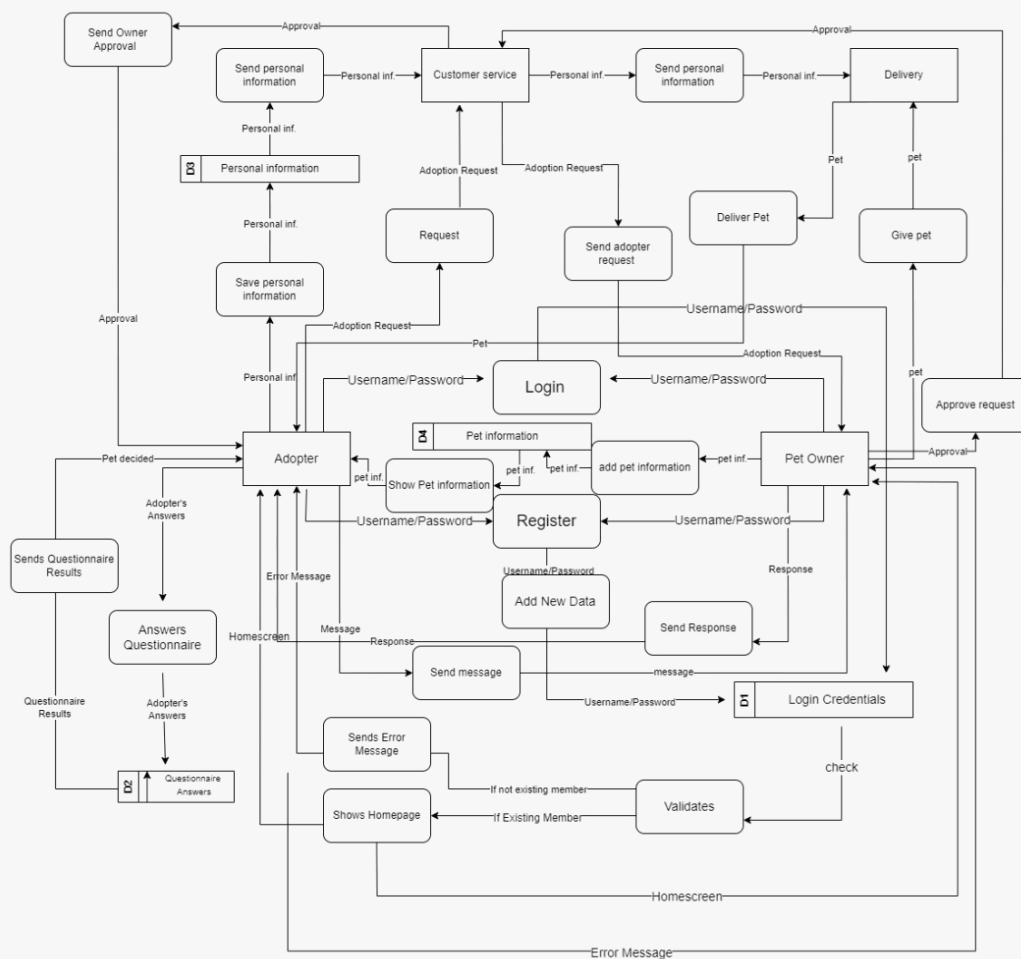 Send Owner
Approval
Approval
Approval
Send personal
information
Personal inf.
Customer service
Personal inf.
Send personal
information
Personal inf.
Delivery
Personal inf.
D3
Personal information
Adoption Request
Adoption Request
Pet
pet
Personal inf.
Request
Deliver Pet
Give pet
Send adopter
request
Save personal
information
Username/Password
Approval
Adoption Request
Pet
Adoption Request
Personal inf
Username/Password
Login
Username/Password
pet
Approve request
D4
Pet information
Pet decided
Adopter
pet inf.
pet inf.
pet inf.
add pet information
pet inf.
Pet Owner
Approval
Show Pet information
Adopter's
Answers
Username/Password
Register
Username/Password
Sends Questionnaire
Results
Error Message
Username/Password
Response
Add New Data
Answers
Questionnaire
Homescreen
Message
Response
Send Response
Send message
message
Questionnaire
Results
Adopter's
Answers
Username/Password
D1
Login Credentials
Sends Error
Message
check
D2
Questionnaire
Answers
If not existing member
Shows Homepage
If Existing Member
Validates
Homescreen
Error Message